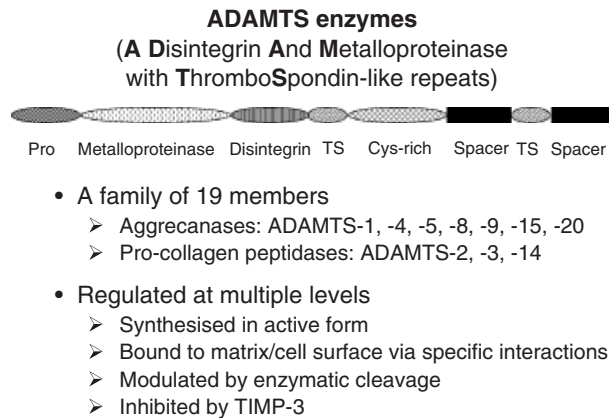 ADAMTS enzymes
(A Disintegrin And Metalloproteinase
with ThromboSpondin-like repeats)
Pro Metalloproteinase Disintegrin TS Cys-rich Spacer TS Spacer
• A family of 19 members
➢ Aggrecanases: ADAMTS-1, -4, -5, -8, -9, -15, -20
➢ Pro-collagen peptidases: ADAMTS-2, -3, -14
• Regulated at multiple levels
➢ Synthesised in active form
➢ Bound to matrix/cell surface via specific interactions
➢ Modulated by enzymatic cleavage
➢ Inhibited by TIMP-3